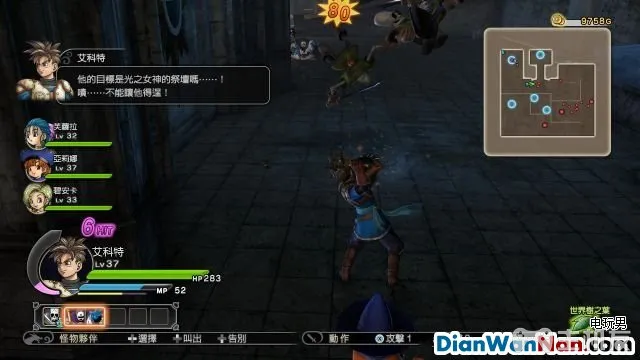 80
9758G
艾科特
他的目標是光之女神的祭壇嗎……！
嘖……不能讓他得逞！
芙蘿拉
Lv 32
亞莉娜
Lv 37
碧安卡
Lv 33
6 HIT
艾科特
Lv 37
HP 283
MP 52
世界樹之葉
电玩男
怪物夥伴
選擇
叫出
告別
動作
攻擊1
DianWanNan.com